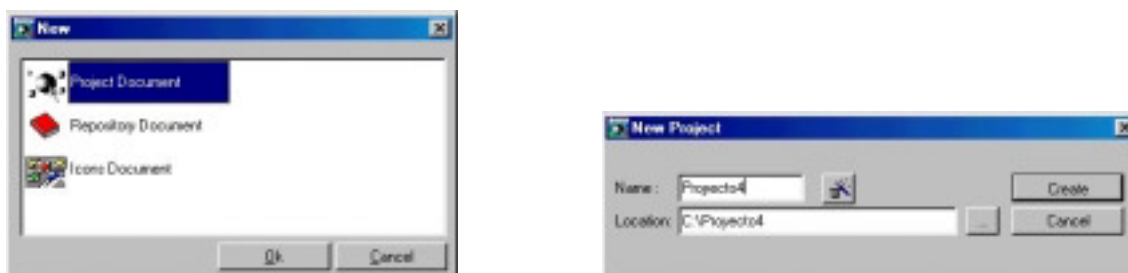 New
Project Document
Repository Document
Icons Document
Ok
Cancel
New Project
Name :
Proyecto4
Create
Location:
C:\Proyecto4
...
Cancel